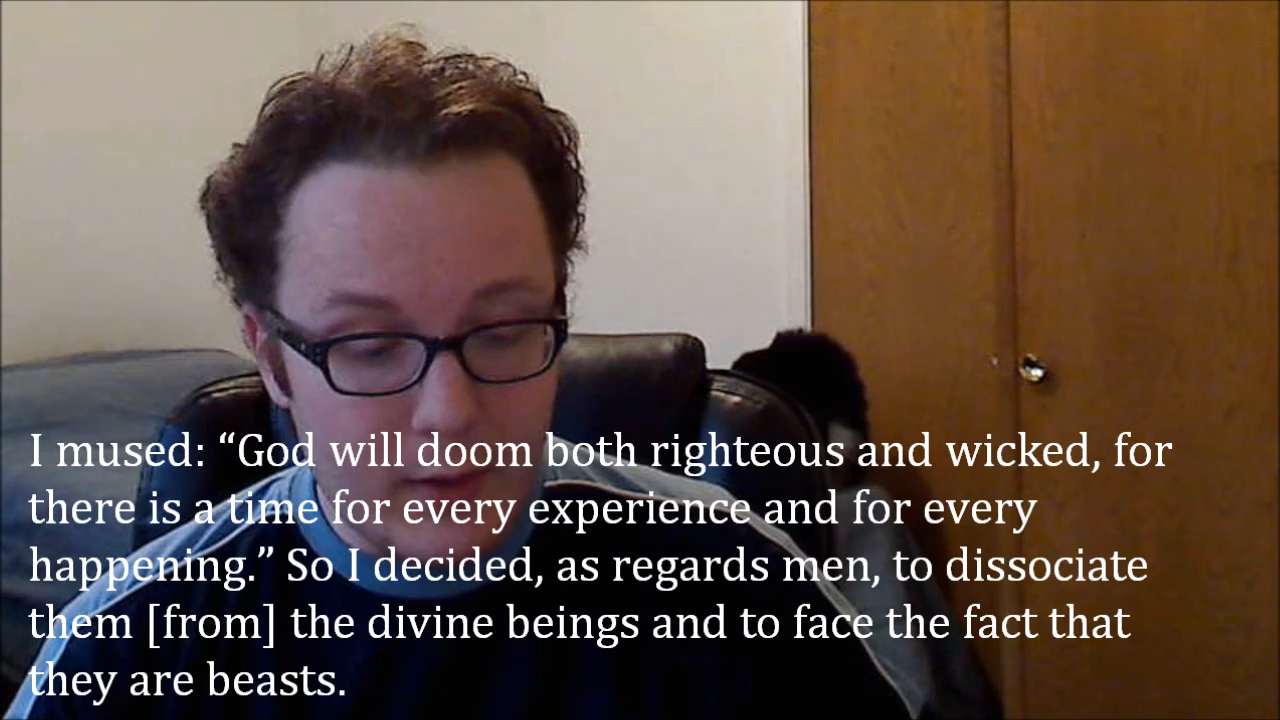 I mused: “God will doom both righteous and wicked, for
there is a time for every experience and for every
happening.” So I decided, as regards men, to dissociate
them [from] the divine beings and to face the fact that
they are beasts.